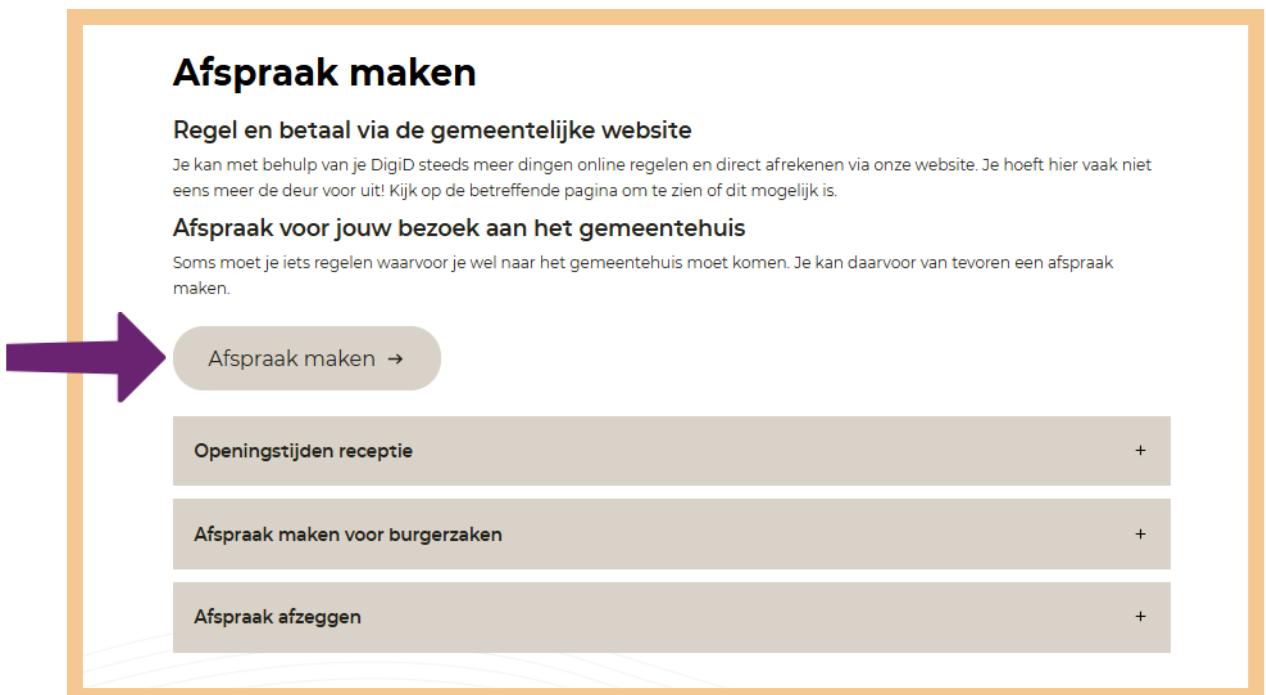 Afspraak maken
Regel en betaal via de gemeentelijke website
Je kan met behulp van je DigiD steeds meer dingen online regelen en direct afrekenen via onze website. Je hoeft hier vaak niet
eens meer de deur voor uit! Kijk op de betreffende pagina om te zien of dit mogelijk is.
Afspraak voor jouw bezoek aan het gemeentehuis
Soms moet je iets regelen waarvoor je wel naar het gemeentehuis moet komen. Je kan daarvoor van tevoren een afspraak
maken.
Afspraak maken →
Openingstijden receptie +
Afspraak maken voor burgerzaken +
Afspraak afzeggen +